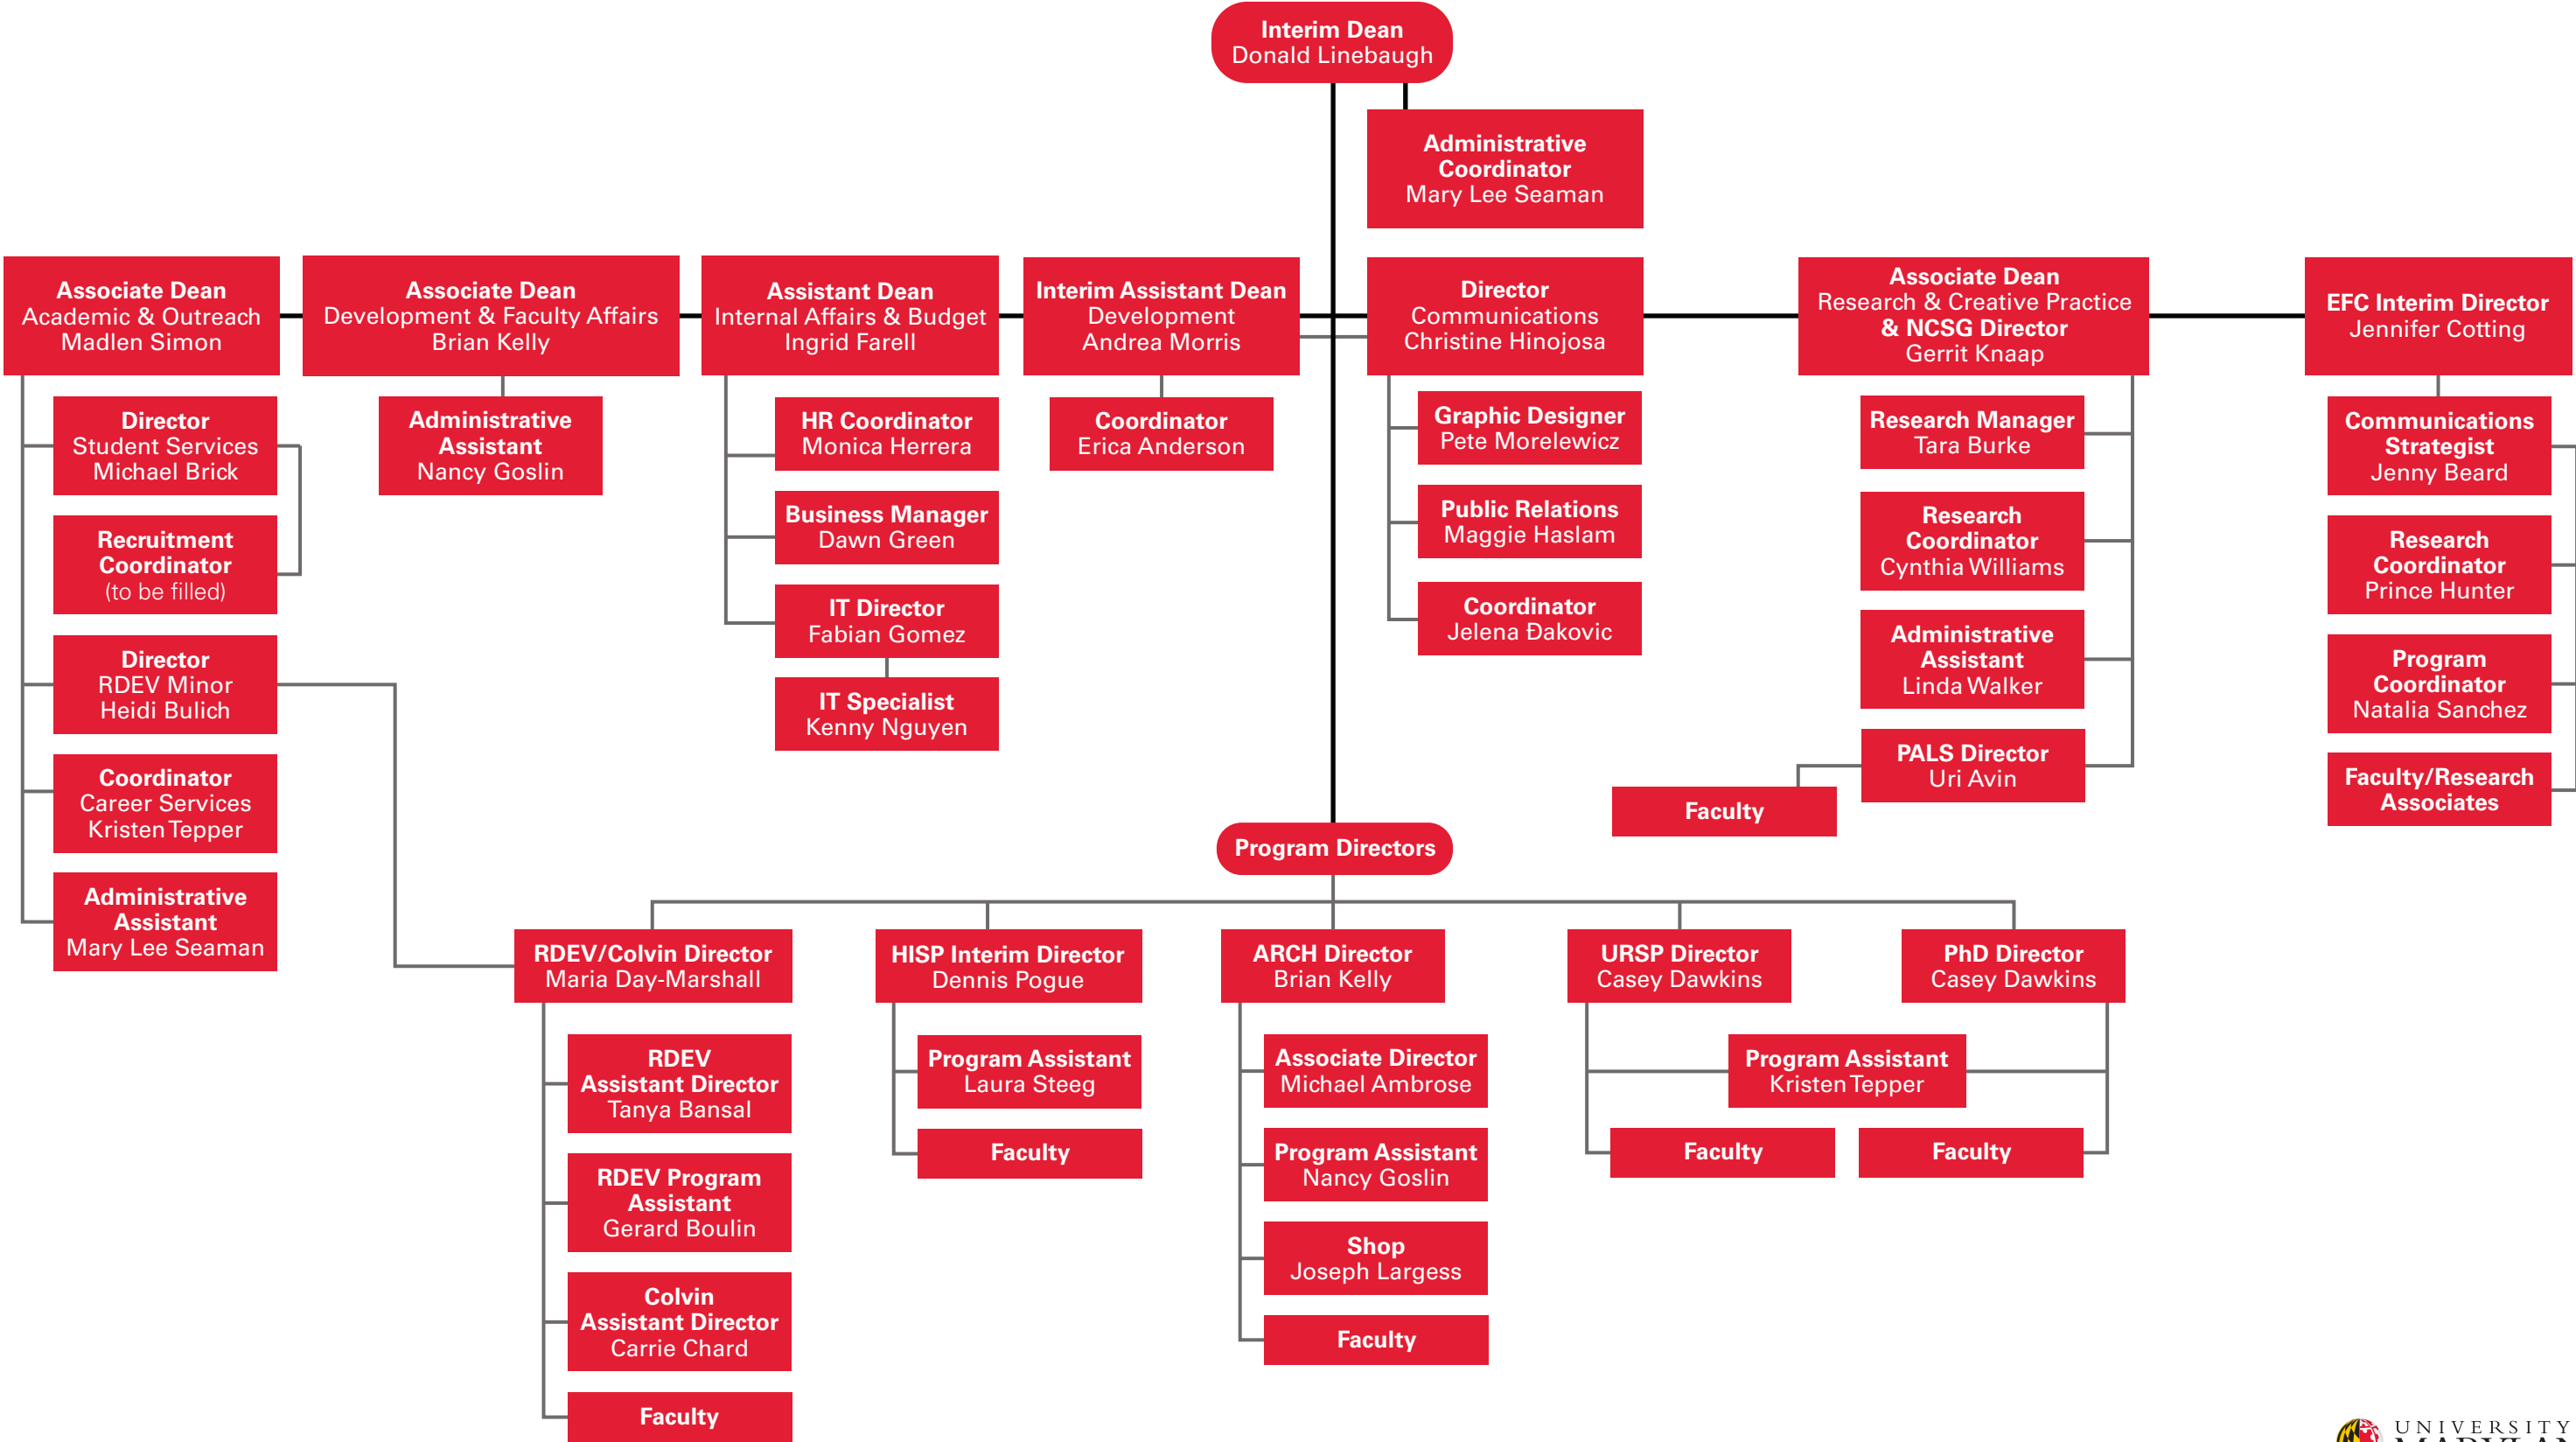 Interim Dean
Donald Linebaugh
Administrative
Coordinator
Mary Lee Seaman
Associate Dean
Academic & Outreach
Madlen Simon
Associate Dean
Development & Faculty Affairs
Brian Kelly
Assistant Dean
Internal Affairs & Budget
Ingrid Farell
Interim Assistant Dean
Development
Andrea Morris
Director
Communications
Christine Hinojosa
Associate Dean
Research & Creative Practice
& NCSG Director
Gerrit Knaap
EFC Interim Director
Jennifer Cotting
Director
Student Services
Michael Brick
Recruitment
Coordinator
(to be filled)
Director
RDEV Minor
Heidi Bulich
Coordinator
Career Services
Kristen Tepper
Administrative
Assistant
Mary Lee Seaman
Administrative
Assistant
Nancy Goslin
HR Coordinator
Monica Herrera
Business Manager
Dawn Green
IT Director
Fabian Gomez
IT Specialist
Kenny Nguyen
Coordinator
Erica Anderson
Graphic Designer
Pete Morelewicz
Public Relations
Maggie Haslam
Coordinator
Jelena Đakovic
Research Manager
Tara Burke
Research
Coordinator
Cynthia Williams
Administrative
Assistant
Linda Walker
PALS Director
Uri Avin
Faculty
Communications
Strategist
Jenny Beard
Research
Coordinator
Prince Hunter
Program
Coordinator
Natalia Sanchez
Faculty/Research
Associates
Program Directors
RDEV/Colvin Director
Maria Day-Marshall
RDEV
Assistant Director
Tanya Bansal
RDEV Program
Assistant
Gerard Boulin
Colvin
Assistant Director
Carrie Chard
Faculty
HISP Interim Director
Dennis Pogue
Program Assistant
Laura Steeg
Faculty
ARCH Director
Brian Kelly
Associate Director
Michael Ambrose
Program Assistant
Nancy Goslin
Shop
Joseph Largess
Faculty
URSP Director
Casey Dawkins
PhD Director
Casey Dawkins
Program Assistant
Kristen Tepper
Faculty
Faculty
UNIVERSITY